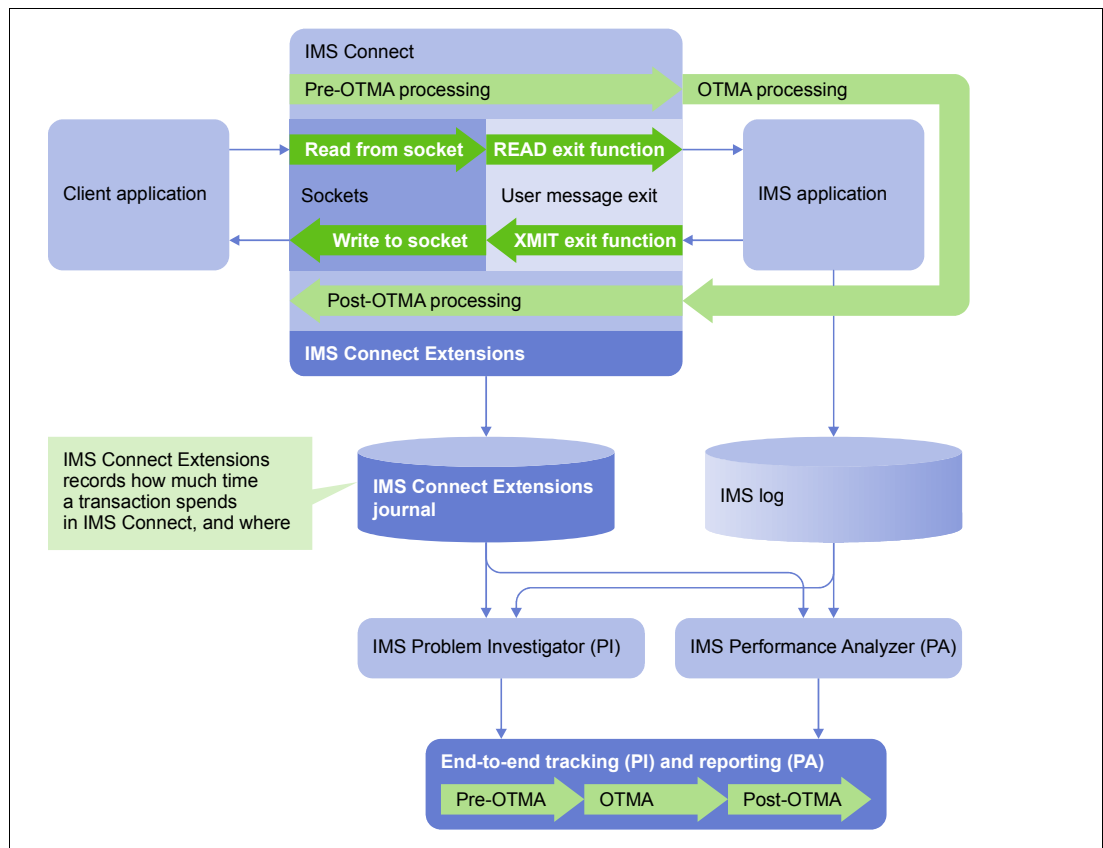 IMS Connect
Pre-OTMA processing
OTMA processing
Client application
Read from socket
READ exit function
Sockets
User message exit
IMS application
Write to socket
XMIT exit function
Post-OTMA processing
IMS Connect Extensions
IMS Connect Extensions
records how much time
a transaction spends
in IMS Connect, and where
IMS Connect Extensions
journal
IMS log
IMS Problem Investigator (PI)
IMS Performance Analyzer (PA)
End-to-end tracking (PI) and reporting (PA)
Pre-OTMA
OTMA
Post-OTMA